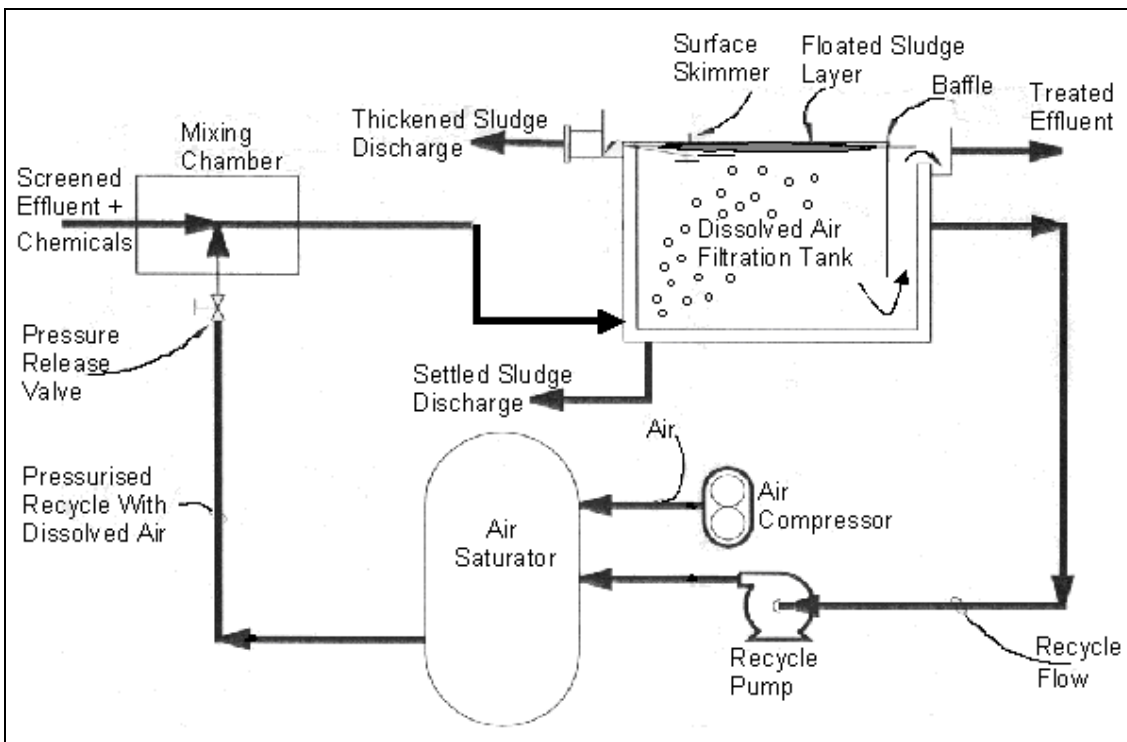 Surface
Skimmer
Floated Sludge
Layer
Baffle
Treated
Effluent
Thickened Sludge
Discharge
Mixing
Chamber
Screened
Effluent +
Chemicals
Dissolved Air
Filtration Tank
Pressure
Release
Valve
Settled Sludge
Discharge
Air
Air
Compressor
Pressurised
Recycle With
Dissolved Air
Air
Saturator
Recycle
Pump
Recycle
Flow